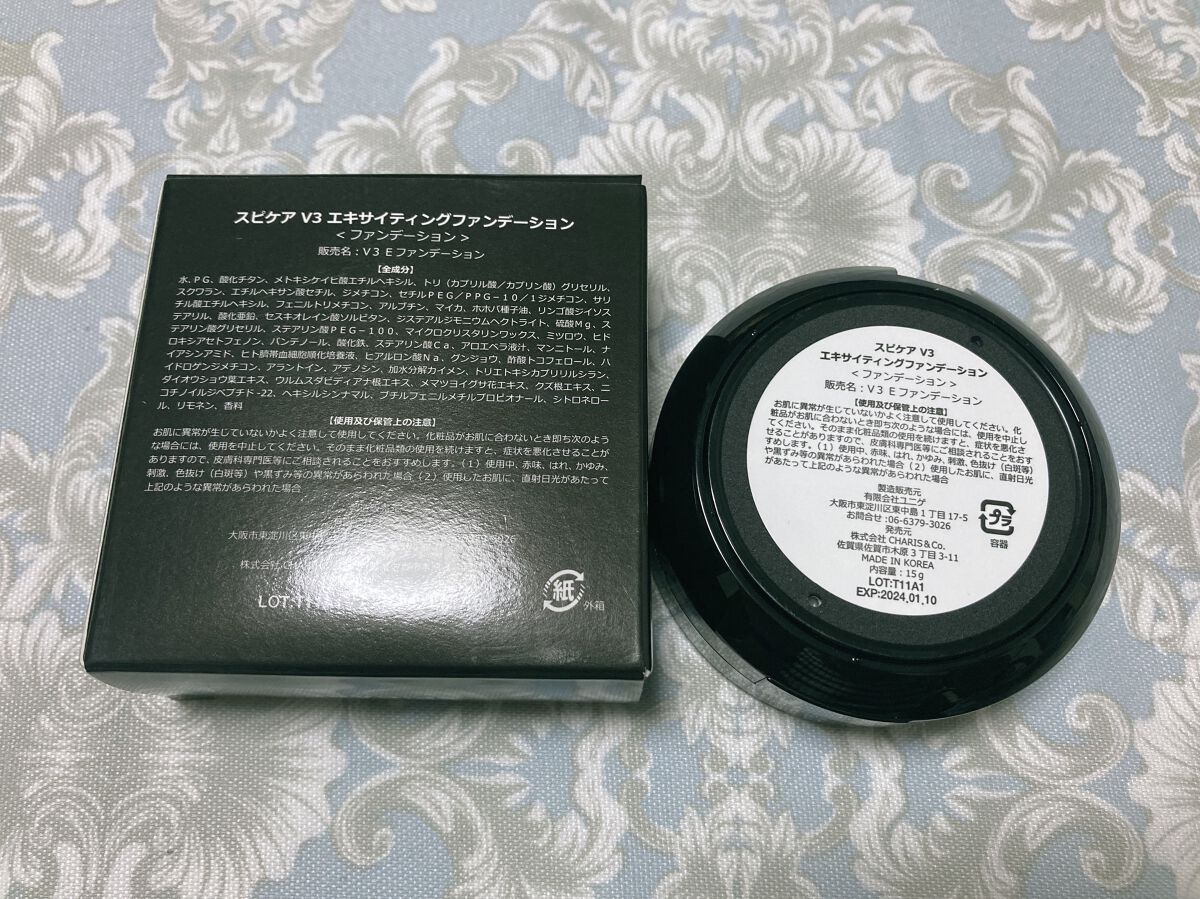 スピケア V3 エキサイティングファンデーション
＜ファンデーション＞
販売名：V3 Eファンデーション
【全成分】
水、PG、酸化チタン、メトキシケイヒ酸エチルヘキシル、トリ（カプリル酸／カプリン酸）グリセリル、
スクワラン、エチルヘキサン酸セチル、ジメチコン、セチルPEG／PPG－10／1ジメチコン、サリ
チル酸エチルヘキシル、フェニルトリメチコン、アルブチン、マイカ、ホホバ種子油、リンゴ酸ジイソス
テアリル、酸化亜鉛、セスキオレイン酸ソルビタン、ジステアルジモニウムヘクトライト、硫酸Mg、ス
テアリン酸グリセリル、ステアリン酸PEG－100、マイクロクリスタリンワックス、ミツロウ、ヒド
ロキシアセトフェノン、パンテノール、酸化鉄、ステアリン酸Ca、アロエベラ液汁、マンニトール、ナ
イアシンアミド、ヒト臍帯血細胞順化培養液、ヒアルロン酸Na、グンジョウ、酢酸トコフェロール、ハ
イドロゲンジメチコン、アラントイン、アデノシン、加水分解カイメン、トリエトキシカプリリルシラン、
ダイオウショウ葉エキス、ウルムスダビディアナ根エキス、メマツヨイグサ花エキス、クズ根エキス、ニ
コチノイルジペプチド-22、ヘキシルシンナマル、ブチルフェニルメチルプロピオナール、シトロネロー
ル、リモネン、香料
【使用及び保管上の注意】
お肌に異常が生じていないかよく注意して使用してください。化粧品がお肌に合わないとき即ち次のよう
な場合には、使用を中止してください。そのまま化粧品類の使用を続けますと、症状を悪化させることが
ありますので、皮膚科専門医等にご相談されることをおすすめします。（1）使用中、赤味、はれ、かゆみ、
刺激、色抜け（白斑等）や黒ずみ等の異常があらわれた場合（2）使用したお肌に、直射日光があたって
上記のような異常があらわれた場合
大阪市東淀川区東中
3026
株式会社 CHA
LOT:T1
紙
外箱
スピケア V3
エキサイティングファンデーション
＜ファンデーション＞
販売名：V3 Eファンデーション
【使用及び保管上の注意】
お肌に異常が生じていないかよく注意して使用してください。化
粧品がお肌に合わないとき即ち次のような場合には、使用を中止し
てください。そのまま化粧品類の使用を続けますと、症状を悪化さ
せることがありますので、皮膚科専門医等にご相談されることをおす
すめします。（1）使用中、赤味、はれ、かゆみ、刺激、色抜け（白斑等）
や黒ずみ等の異常があらわれた場合（2）使用したお肌に、直射日光
があたって上記のような異常があらわれた場合
製造販売元
有限会社ユニゲ
大阪市東淀川区東中島1丁目17-5
お問合せ:06-6379-3026
発売元
株式会社 CHARIS＆Co.
佐賀県佐賀市木原3丁目3-11
MADE IN KOREA
内容量：15g
LOT:T11A1
EXP:2024.01.10
プラ
容器